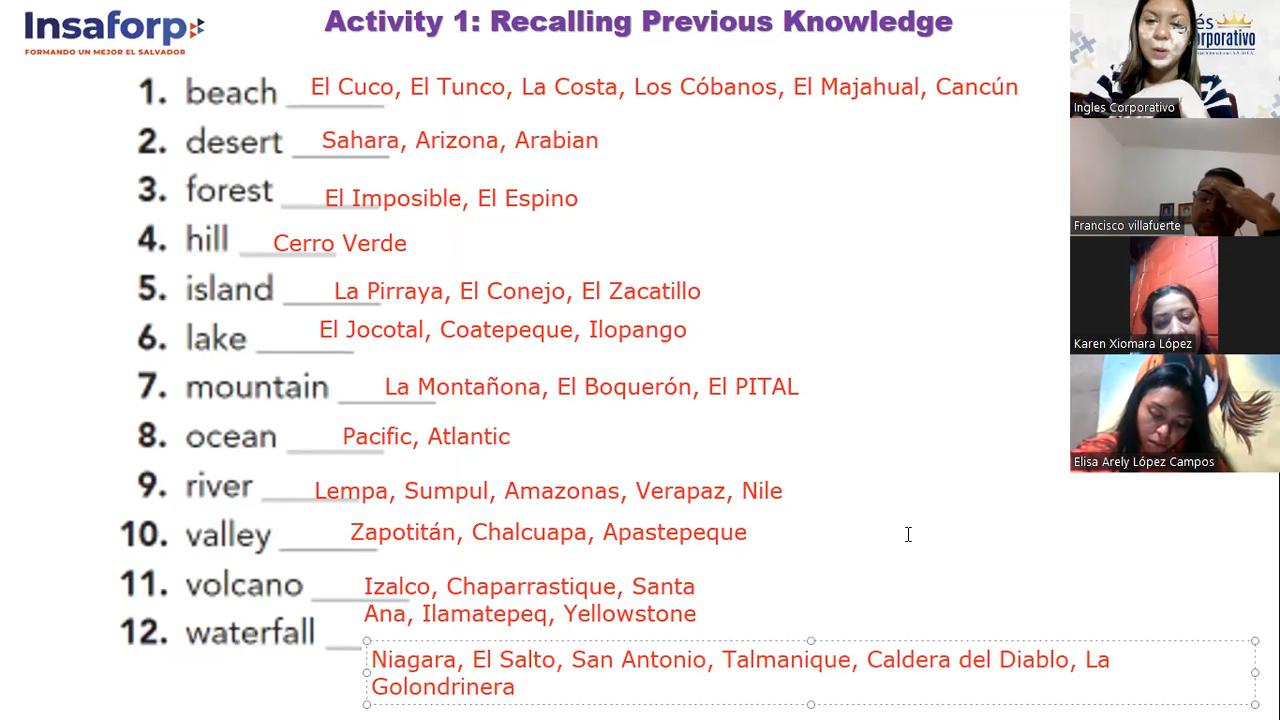 Insaforp
FORMANDO UN MEJOR EL SALVADOR
Activity 1: Recalling Previous Knowledge
1. beach El Cuco, El Tunco, La Costa, Los Cóbanos, El Majahual, Cancún
2. desert Sahara, Arizona, Arabian
3. forest El Imposible, El Espino
4. hill Cerro Verde
5. island La Pirraya, El Conejo, El Zacatillo
6. lake El Jocotal, Coatepeque, Ilopango
7. mountain La Montañona, El Boquerón, El PITAL
8. ocean Pacific, Atlantic
9. river Lempa, Sumpul, Amazonas, Verapaz, Nile
10. valley Zapotitán, Chalcuapa, Apastepeque
11. volcano Izalco, Chaparrastique, Santa
Ana, Ilamatepeq, Yellowstone
12. waterfall
Niagara, El Salto, San Antonio, Talmanique, Caldera del Diablo, La
Golondrinera
Ingles Corporativo
Francisco villafuerte
Karen Xiomara López
Elisa Arely López Campos